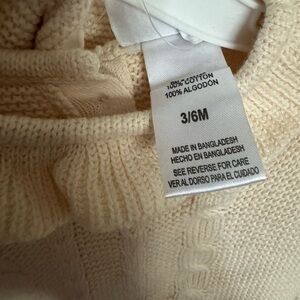 100% COTTON
100% ALGODÓN
3/6M
MADE IN BANGLADESH
HECHO EN BANGLADESH
SEE REVERSE FOR CARE
VER AL DORSO PARA EL CUIDADO